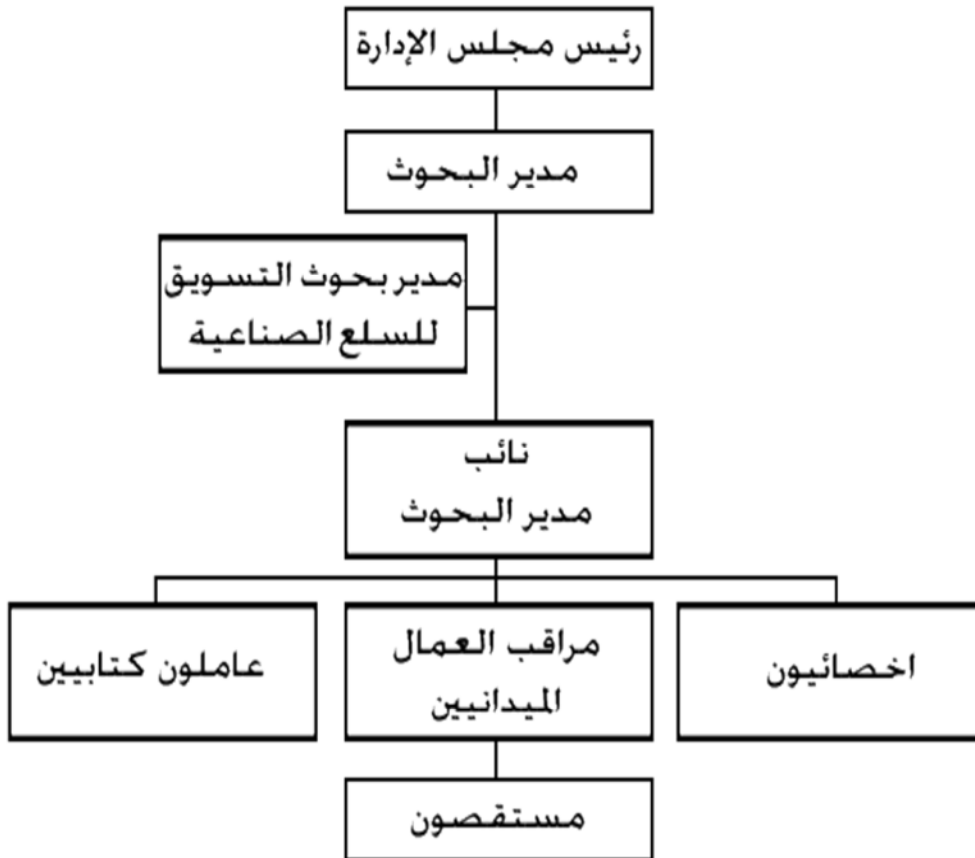 رئيس مجلس الإدارة
مدير البحوث
مدير بحوث التسويق
للسلع الصناعية
نائب
مدير البحوث
اخصائيون
مراقب العمال
الميدانيين
عاملون كتابيين
مستقصون